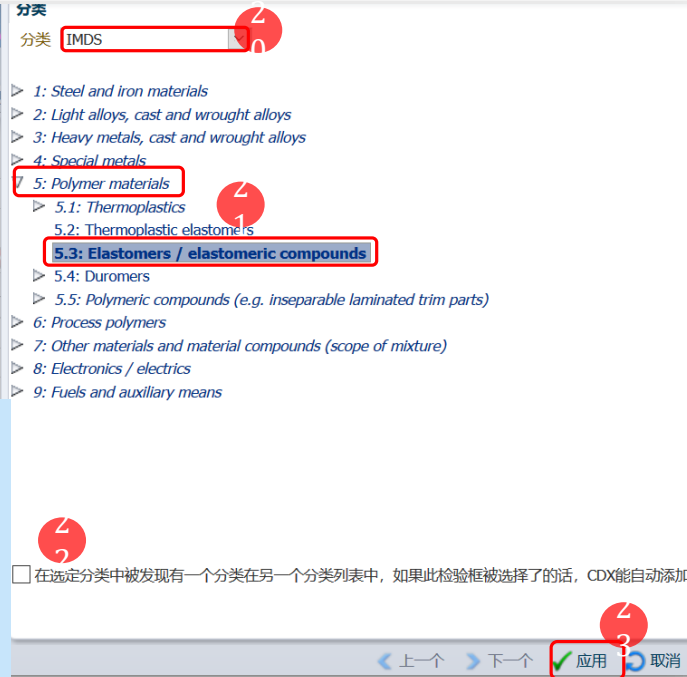 分类
20
分类 IMDS
1: Steel and iron materials
2: Light alloys, cast and wrought alloys
3: Heavy metals, cast and wrought alloys
4: Special metals
5: Polymer materials
21
5.1: Thermoplastics
5.2: Thermoplastic elastomers
5.3: Elastomers / elastomeric compounds
5.4: Duromers
5.5: Polymeric compounds (e.g. inseparable laminated trim parts)
6: Process polymers
7: Other materials and material compounds (scope of mixture)
8: Electronics / electrics
9: Fuels and auxiliary means
22
在选定分类中被发现有一个分类在另一个分类列表中，如果此检验框被选择了的话，CDX能自动添加
23
上一个 下一个 应用 取消